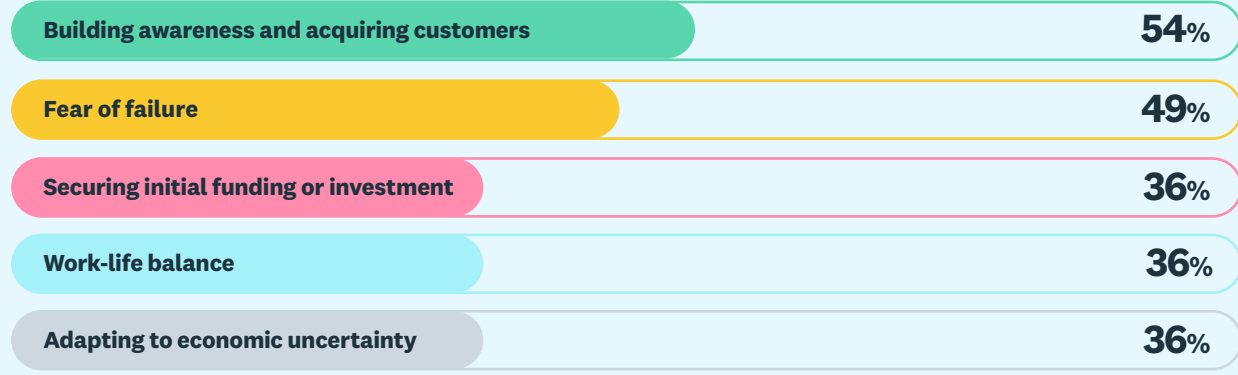 Building awareness and acquiring customers 54%
Fear of failure 49%
Securing initial funding or investment 36%
Work-life balance 36%
Adapting to economic uncertainty 36%